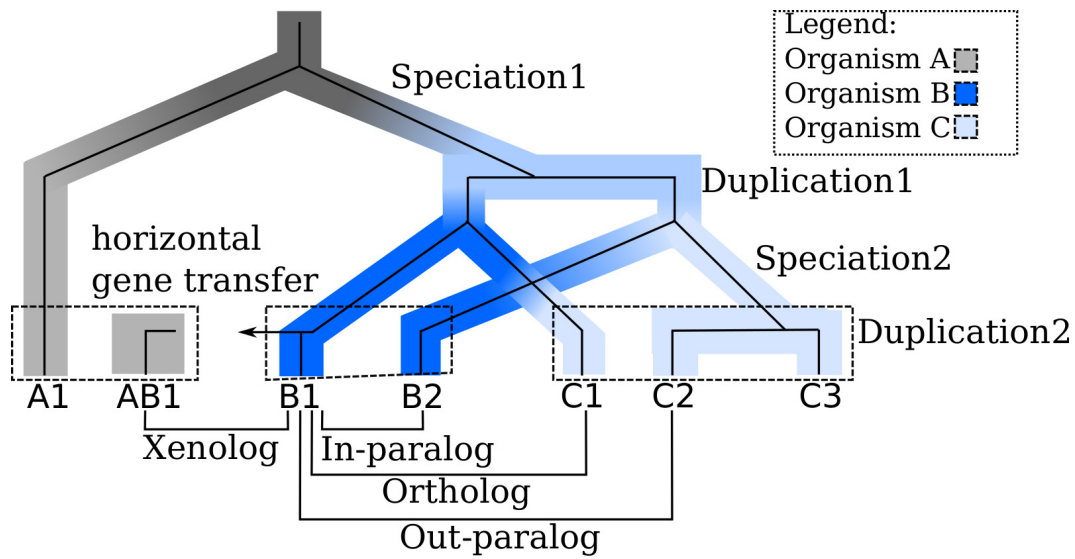 Legend:
Organism A
Organism B
Organism C
Speciation1
Duplication1
horizontal
gene transfer
Speciation2
Duplication2
A1 AB1 B1 B2 C1 C2 C3
Xenolog In-paralog
Ortholog
Out-paralog